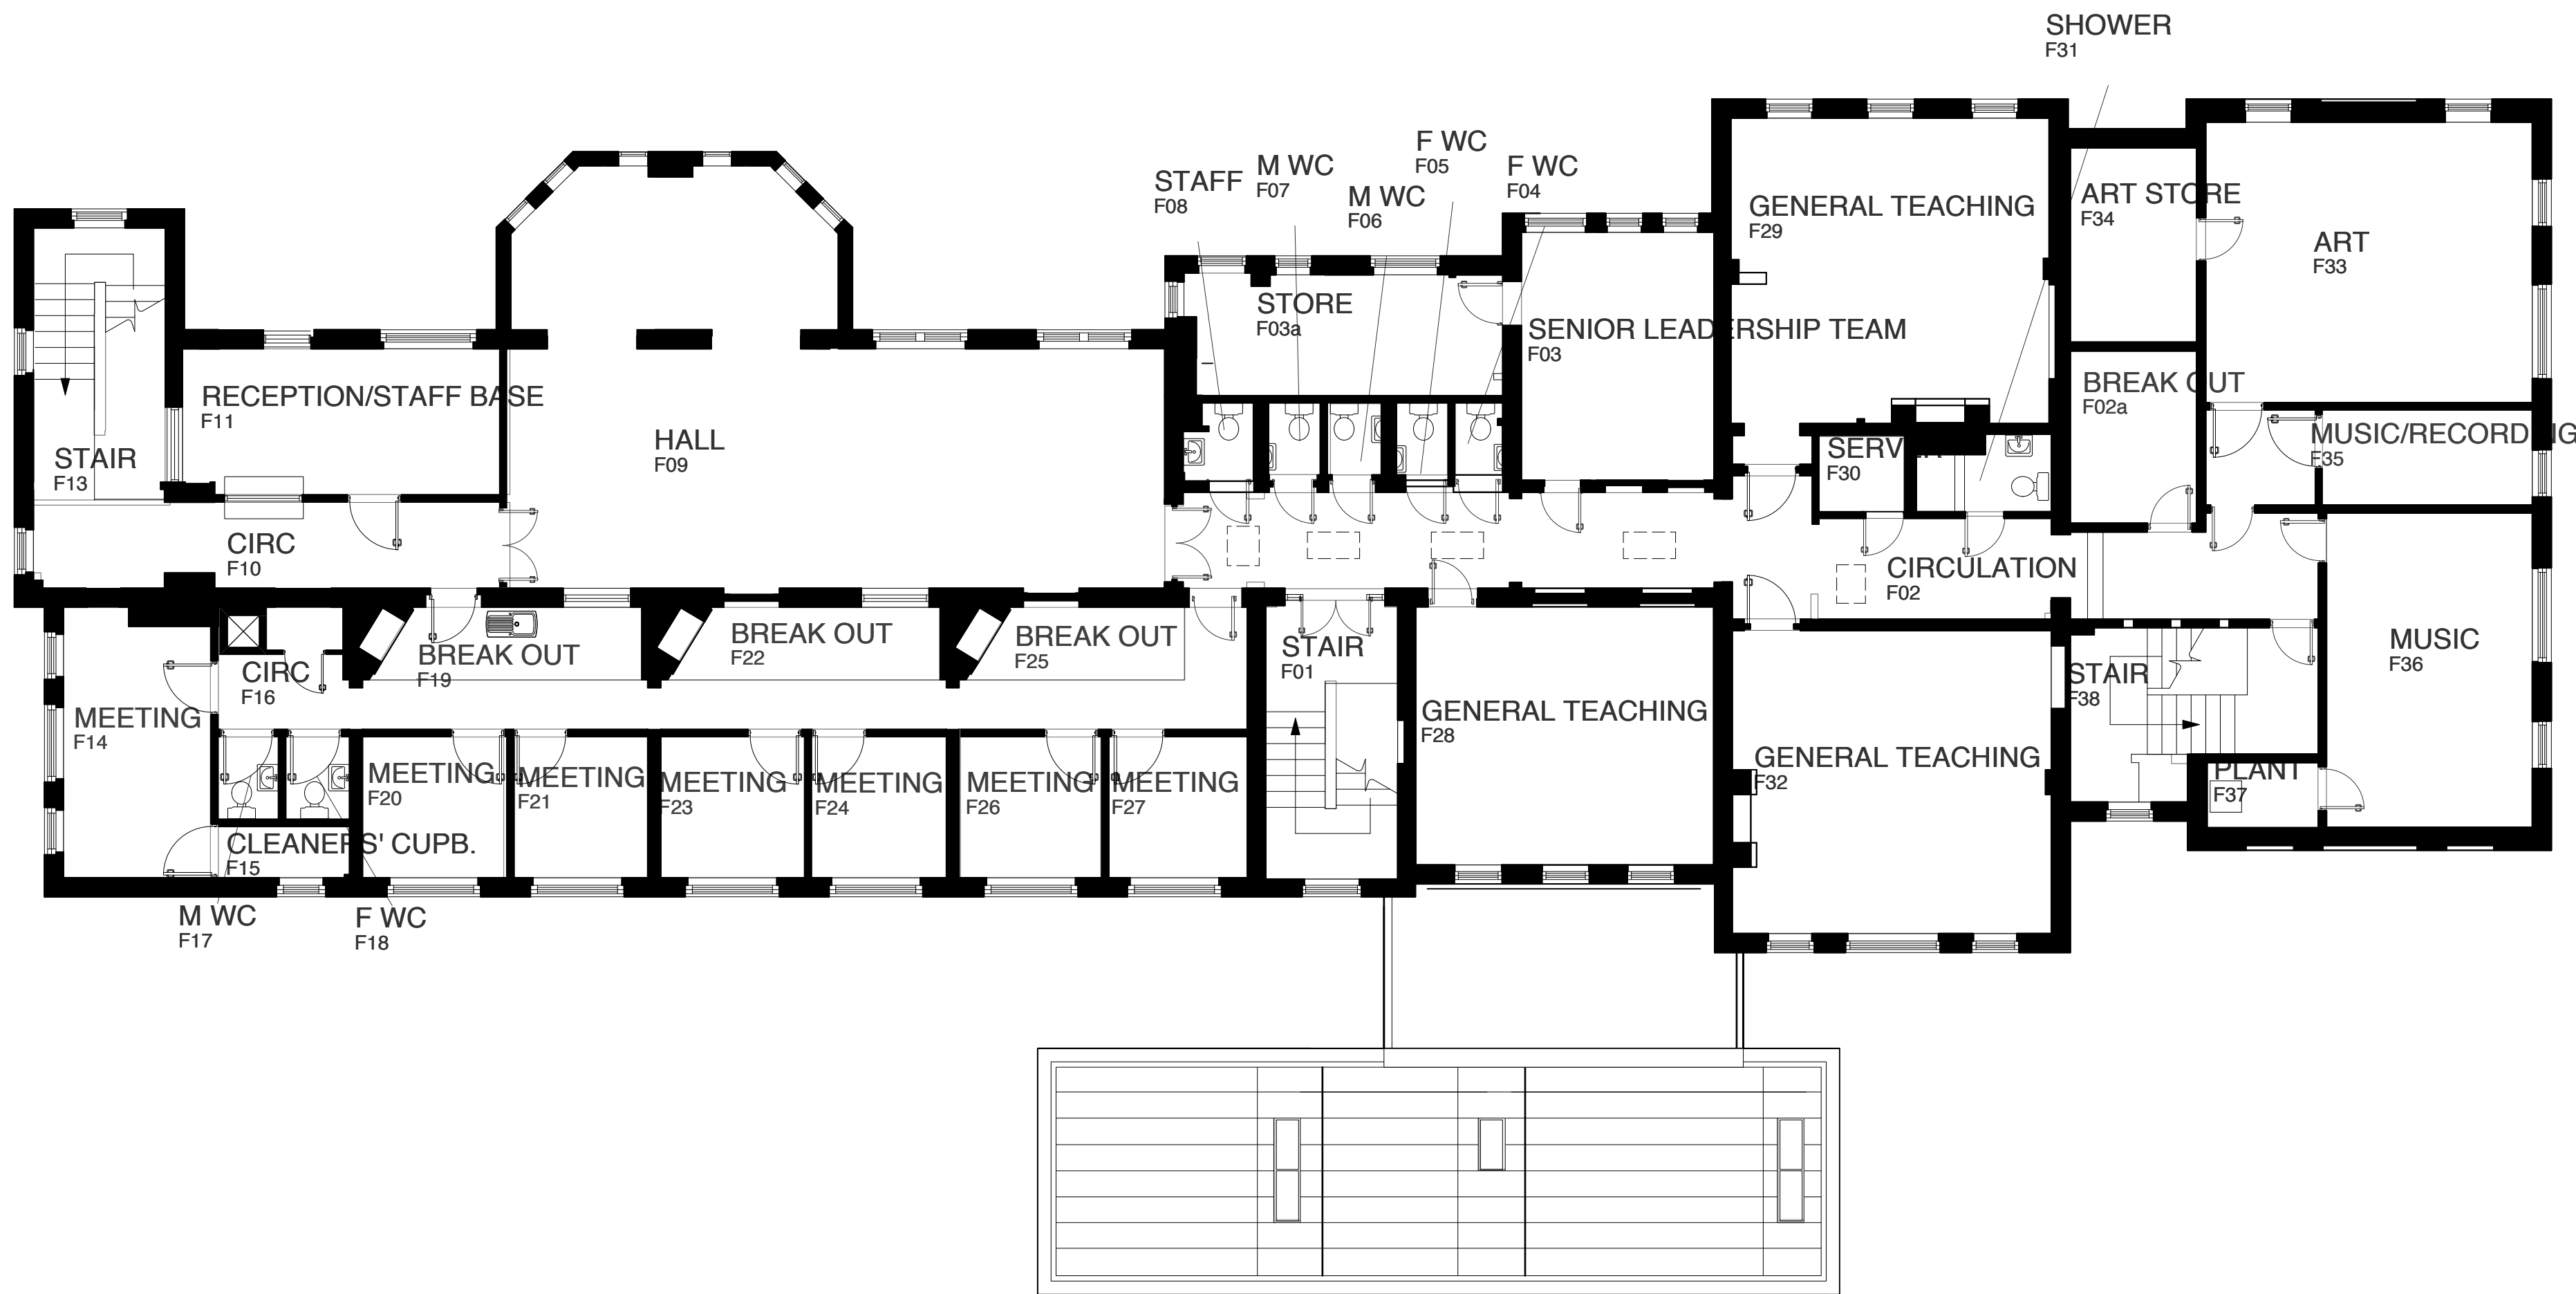 SHOWER
F31
F WC
F05
M WC
F07
F WC
F04
STAFF
F08
M WC
F06
GENERAL TEACHING
F29
ART STORE
F34
ART
F33
STORE
F03a
SENIOR LEADERSHIP TEAM
F03
RECEPTION/STAFF BASE
F11
BREAK OUT
F02a
HALL
F09
STAIR
F13
SERVER
F30
MUSIC/RECORDING
F35
CIRC
F10
CIRCULATION
F02
BREAK OUT
F19
BREAK OUT
F22
BREAK OUT
F25
STAIR
F01
MUSIC
F36
CIRC
F16
STAIR
F38
MEETING
F14
GENERAL TEACHING
F28
GENERAL TEACHING
F32
MEETING
F20
MEETING
F21
MEETING
F23
MEETING
F24
MEETING
F26
MEETING
F27
PLANT
F37
CLEANERS' CUPB.
F15
M WC
F17
F WC
F18